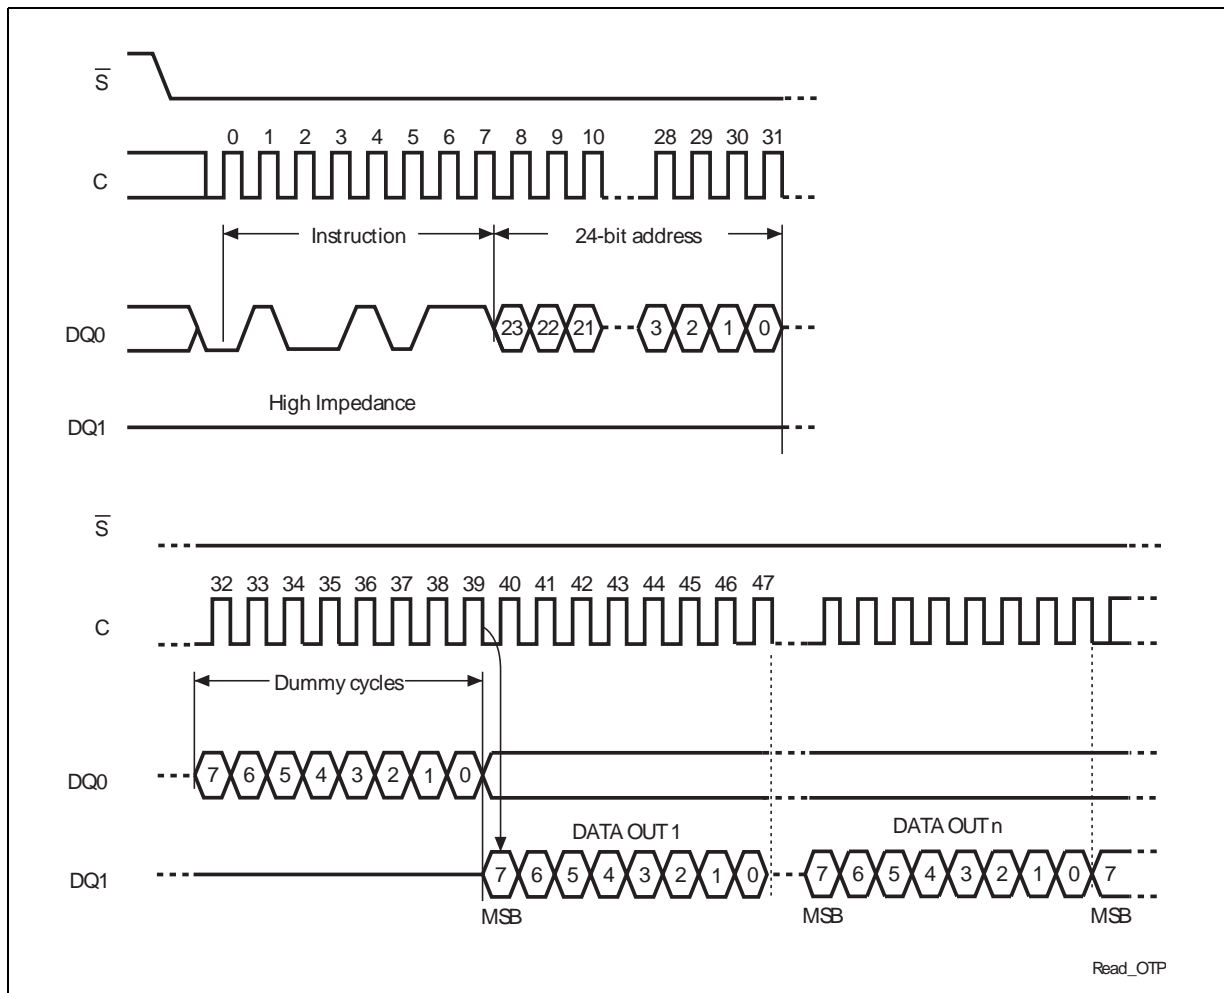 S
0 1 2 3 4 5 6 7 8 9 10 28 29 30 31
C
Instruction 24-bit address
DQ0 23 22 21 3 2 1 0
High Impedance
DQ1
S
32 33 34 35 36 37 38 39 40 41 42 43 44 45 46 47
C
Dummy cycles
DQ0 7 6 5 4 3 2 1 0
DATA OUT 1 DATA OUT n
DQ1 7 6 5 4 3 2 1 0 7 6 5 4 3 2 1 0 7
MSB MSB MSB
Read_OTP